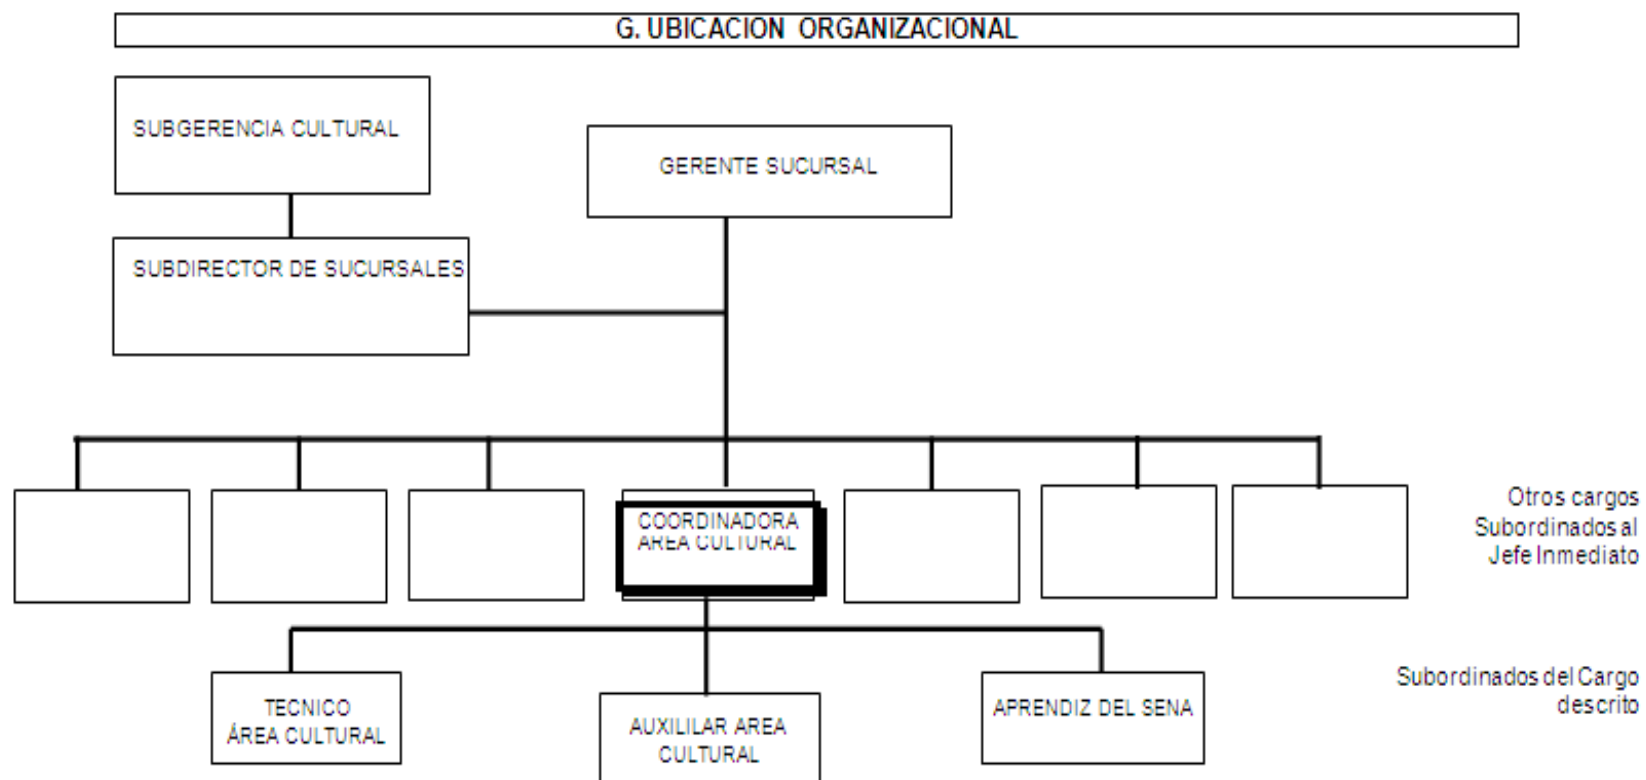 G. UBICACION ORGANIZACIONAL
SUBGERENCIA CULTURAL
GERENTE SUCURSAL
SUBDIRECTOR DE SUCURSALES
COORDINADORA
AREA CULTURAL
Otros cargos
Subordinados al
Jefe Inmediato
TECNICO
ÁREA CULTURAL
AUXILILAR AREA
CULTURAL
APRENDIZ DEL SENA
Subordinados del Cargo
descrito